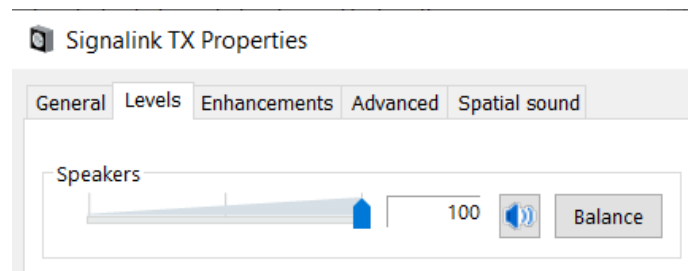 Signalink TX Properties
General Levels Enhancements Advanced Spatial sound
Speakers
100 Balance